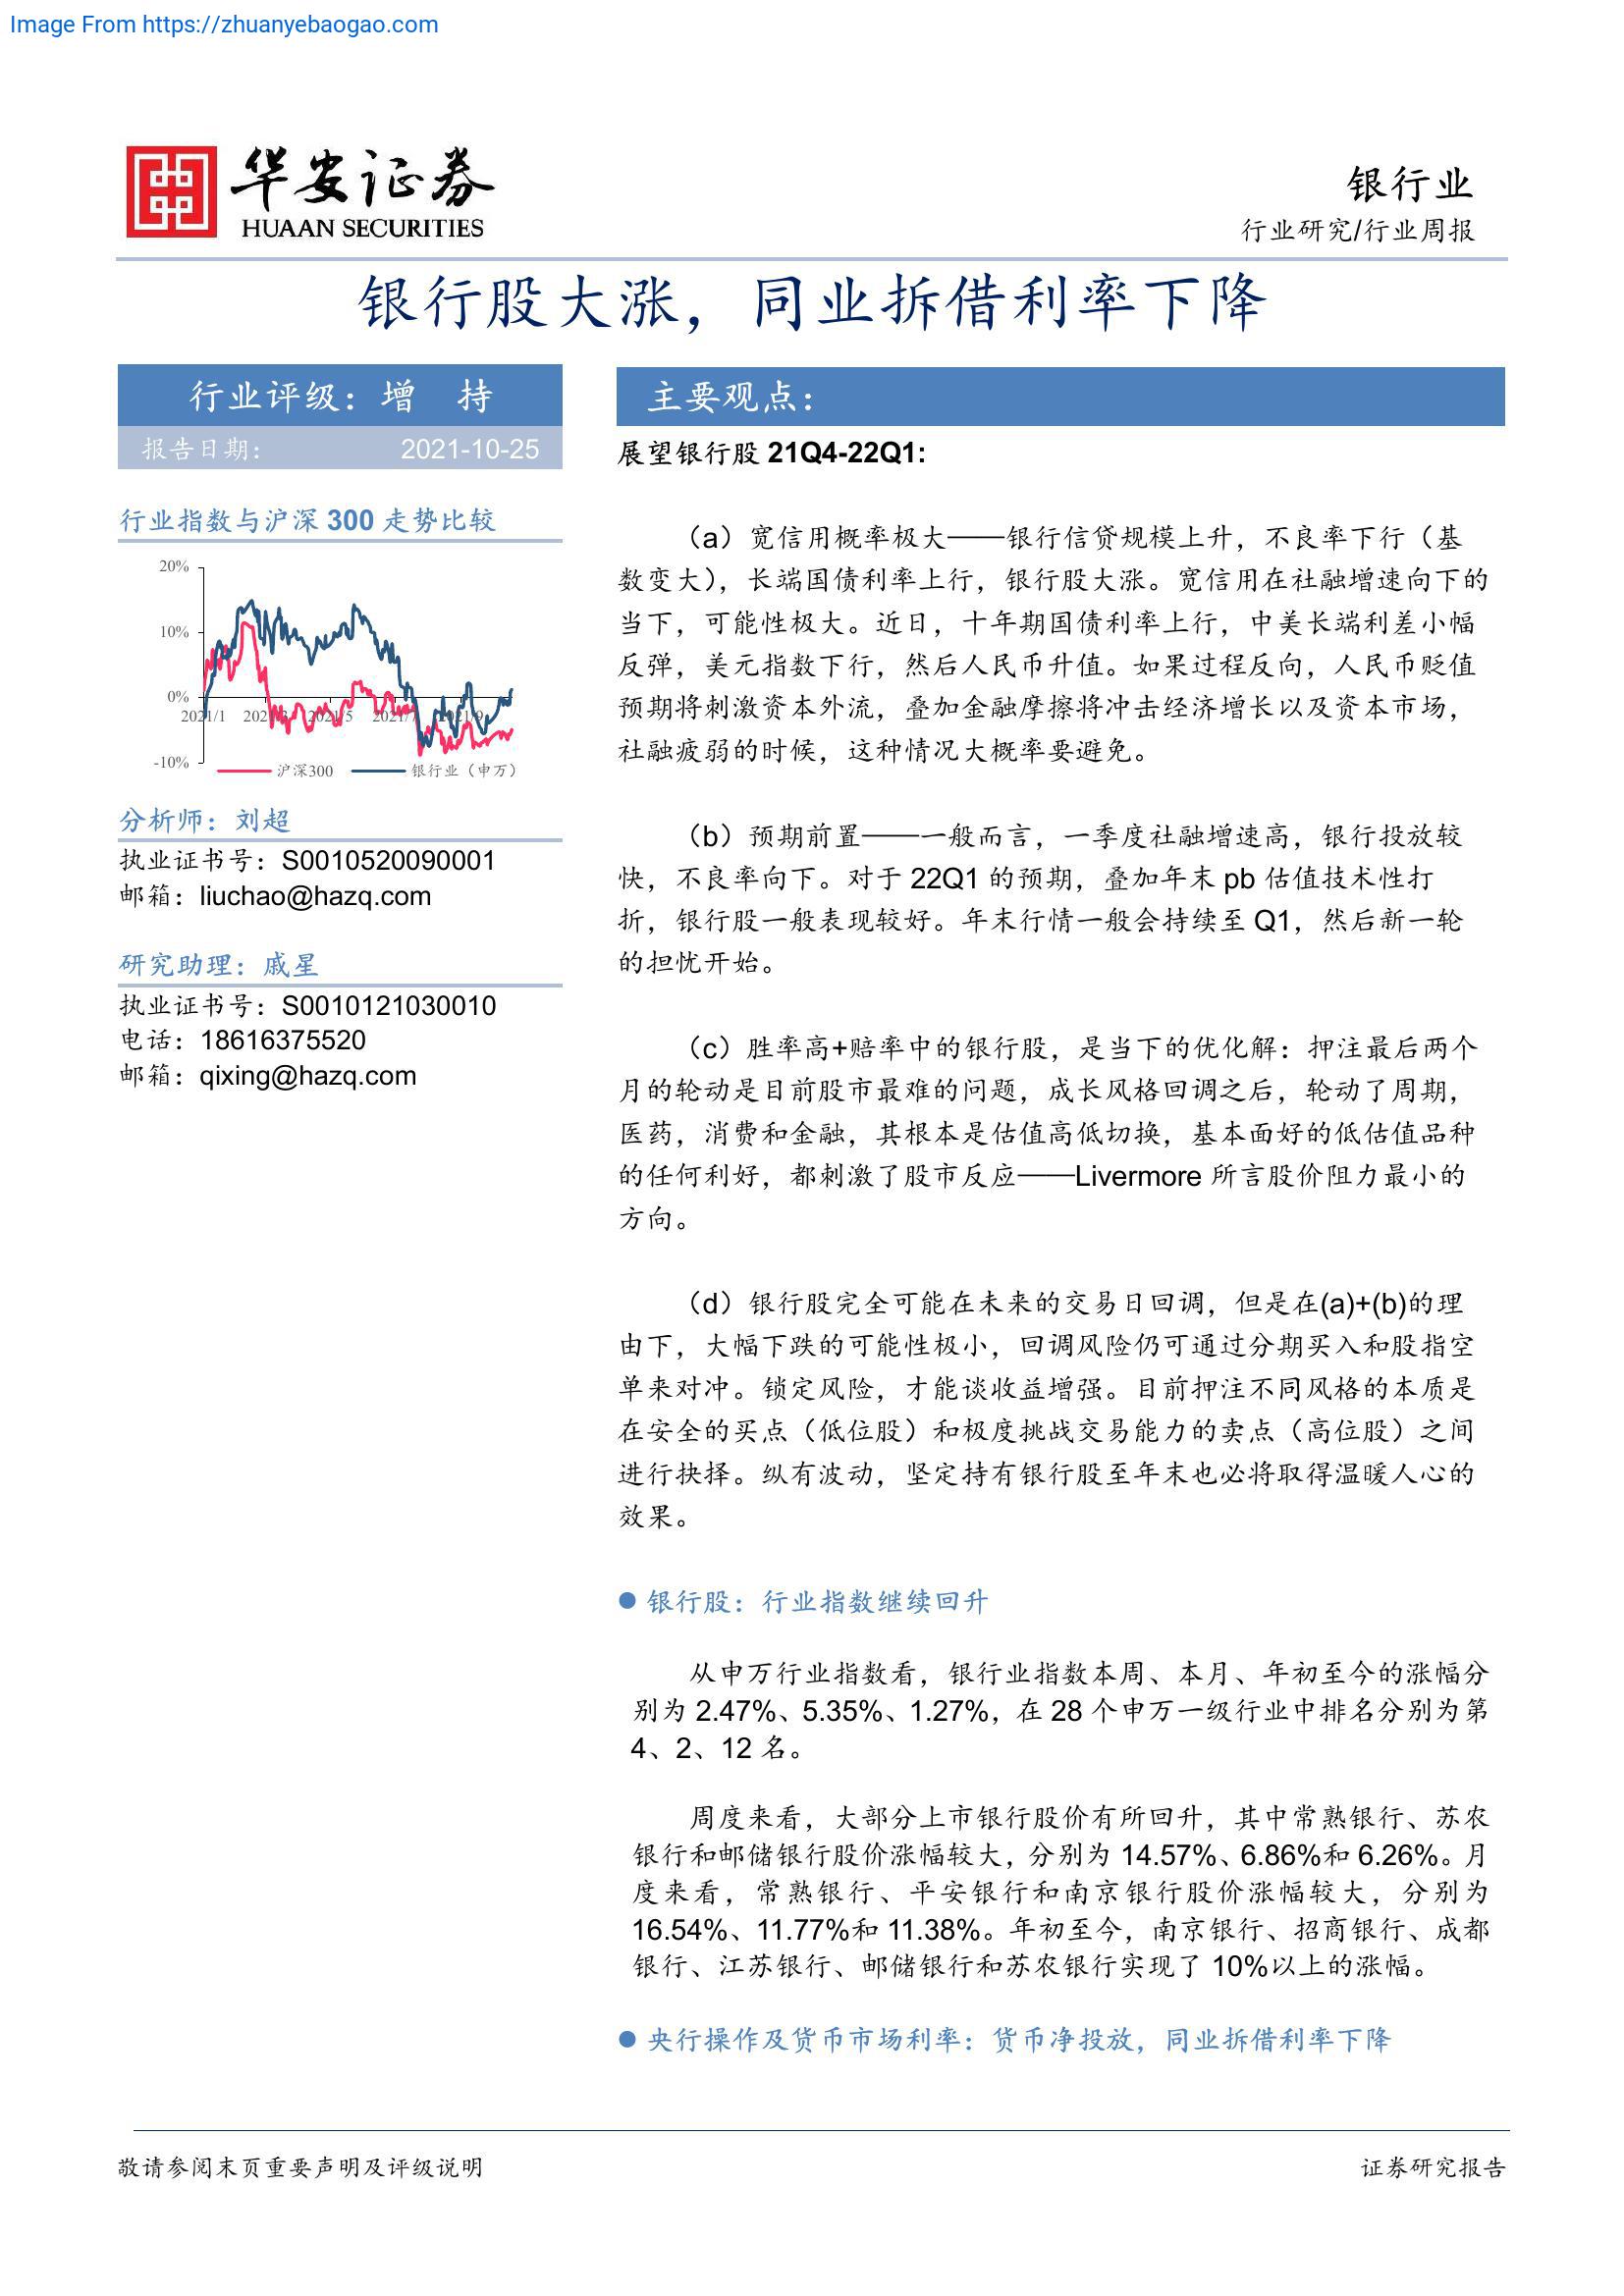 Image From https://zhuanyebaogao.com
华安证券
HUAAN SECURITIES
银行业
行业研究/行业周报
银行股大涨，同业拆借利率下降
行业评级：增 持
报告日期： 2021-10-25
行业指数与沪深 300 走势比较
20%
10%
0%
-10%
2021/1 2021/3 2021/5 2021/7 2021/9
沪深300 银行业（申万）
分析师：刘超
执业证书号：S0010520090001
邮箱：liuchao@hazq.com
研究助理：戚星
执业证书号：S0010121030010
电话：18616375520
邮箱：qixing@hazq.com
主要观点：
展望银行股 21Q4-22Q1:
（a）宽信用概率极大——银行信贷规模上升，不良率下行（基
数变大），长端国债利率上行，银行股大涨。宽信用在社融增速向下的
当下，可能性极大。近日，十年期国债利率上行，中美长端利差小幅
反弹，美元指数下行，然后人民币升值。如果过程反向，人民币贬值
预期将刺激资本外流，叠加金融摩擦将冲击经济增长以及资本市场，
社融疲弱的时候，这种情况大概率要避免。
（b）预期前置——一般而言，一季度社融增速高，银行投放较
快，不良率向下。对于 22Q1 的预期，叠加年末 pb 估值技术性打
折，银行股一般表现较好。年末行情一般会持续至 Q1，然后新一轮
的担忧开始。
（c）胜率高+赔率中的银行股，是当下的优化解：押注最后两个
月的轮动是目前股市最难的问题，成长风格回调之后，轮动了周期，
医药，消费和金融，其根本是估值高低切换，基本面好的低估值品种
的任何利好，都刺激了股市反应——Livermore 所言股价阻力最小的
方向。
（d）银行股完全可能在未来的交易日回调，但是在(a)+(b)的理
由下，大幅下跌的可能性极小，回调风险仍可通过分期买入和股指空
单来对冲。锁定风险，才能谈收益增强。目前押注不同风格的本质是
在安全的买点（低位股）和极度挑战交易能力的卖点（高位股）之间
进行抉择。纵有波动，坚定持有银行股至年末也必将取得温暖人心的
效果。
● 银行股：行业指数继续回升
从申万行业指数看，银行业指数本周、本月、年初至今的涨幅分
别为 2.47%、5.35%、1.27%，在 28 个申万一级行业中排名分别为第
4、2、12 名。
周度来看，大部分上市银行股价有所回升，其中常熟银行、苏农
银行和邮储银行股价涨幅较大，分别为 14.57%、6.86%和 6.26%。月
度来看，常熟银行、平安银行和南京银行股价涨幅较大，分别为
16.54%、11.77%和 11.38%。年初至今，南京银行、招商银行、成都
银行、江苏银行、邮储银行和苏农银行实现了 10%以上的涨幅。
● 央行操作及货币市场利率：货币净投放，同业拆借利率下降
敬请参阅末页重要声明及评级说明
证券研究报告